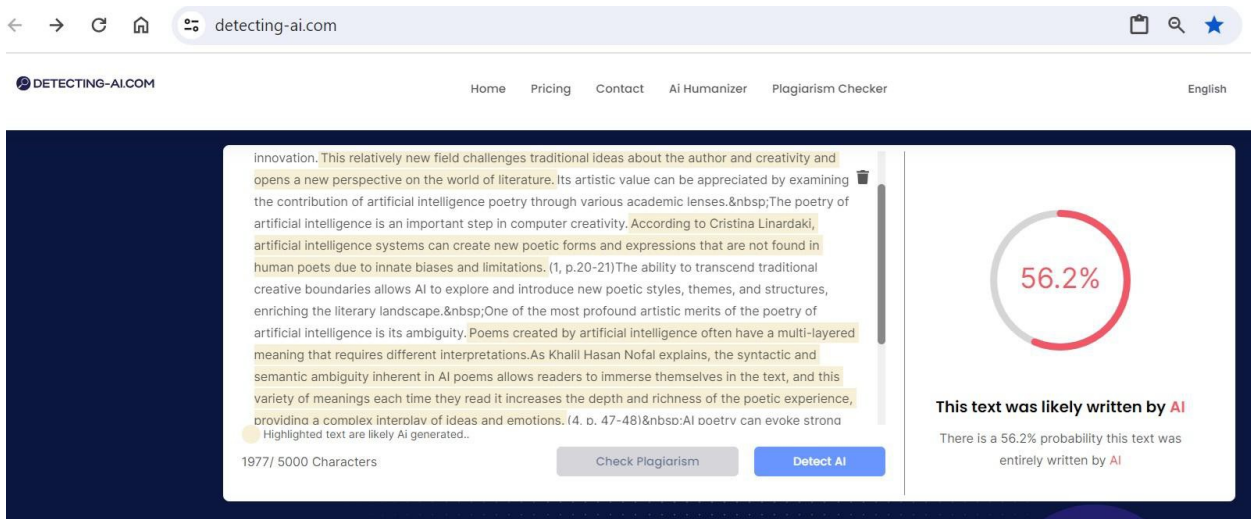 detecting-ai.com
DETECTING-AI.COM
Home Pricing Contact Ai Humanizer Plagiarism Checker English
innovation. This relatively new field challenges traditional ideas about the author and creativity and
opens a new perspective on the world of literature. Its artistic value can be appreciated by examining
the contribution of artificial intelligence poetry through various academic lenses.&nbsp;The poetry of
artificial intelligence is an important step in computer creativity. According to Cristina Linardaki,
artificial intelligence systems can create new poetic forms and expressions that are not found in
human poets due to innate biases and limitations. (1, p.20-21)The ability to transcend traditional
creative boundaries allows AI to explore and introduce new poetic styles, themes, and structures,
enriching the literary landscape.&nbsp;One of the most profound artistic merits of the poetry of
artificial intelligence is its ambiguity. Poems created by artificial intelligence often have a multi-layered
meaning that requires different interpretations.As Khalil Hasan Nofal explains, the syntactic and
semantic ambiguity inherent in AI poems allows readers to immerse themselves in the text, and this
variety of meanings each time they read it increases the depth and richness of the poetic experience,
providing a complex interplay of ideas and emotions. (4, p. 47-48)&nbsp;AI poetry can evoke strong
Highlighted text are likely Ai generated..
1977/ 5000 Characters
Check Plagiarism
Detect AI
56.2%
This text was likely written by AI
There is a 56.2% probability this text was
entirely written by AI